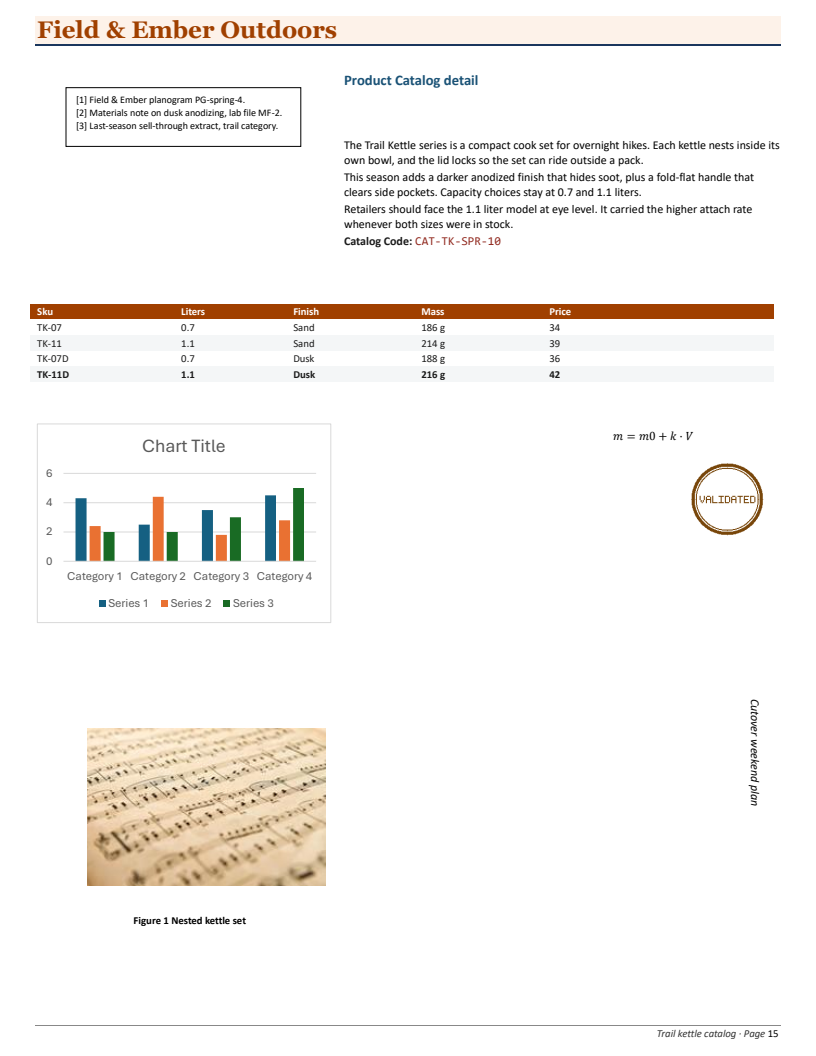 Field & Ember Outdoors
Product Catalog detail
[1] Field & Ember planogram PG-spring-4.
[2] Materials note on dusk anodizing, lab file MF-2.
[3] Last-season sell-through extract, trail category.
The Trail Kettle series is a compact cook set for overnight hikes. Each kettle nests inside its
own bowl, and the lid locks so the set can ride outside a pack.
This season adds a darker anodized finish that hides soot, plus a fold-flat handle that
clears side pockets. Capacity choices stay at 0.7 and 1.1 liters.
Retailers should face the 1.1 liter model at eye level. It carried the higher attach rate
whenever both sizes were in stock.
Catalog Code: CAT-TK-SPR-10
Sku Liters Finish Mass Price
TK-07 0.7 Sand 186 g 34
TK-11 1.1 Sand 214 g 39
TK-07D 0.7 Dusk 188 g 36
TK-11D 1.1 Dusk 216 g 42
Chart Title
6
4
2
0
Category 1 Category 2 Category 3 Category 4
Series 1 Series 2 Series 3
m = m0 + k · V
VALIDATED
Cutover weekend plan
Figure 1 Nested kettle set
Trail kettle catalog · Page 15